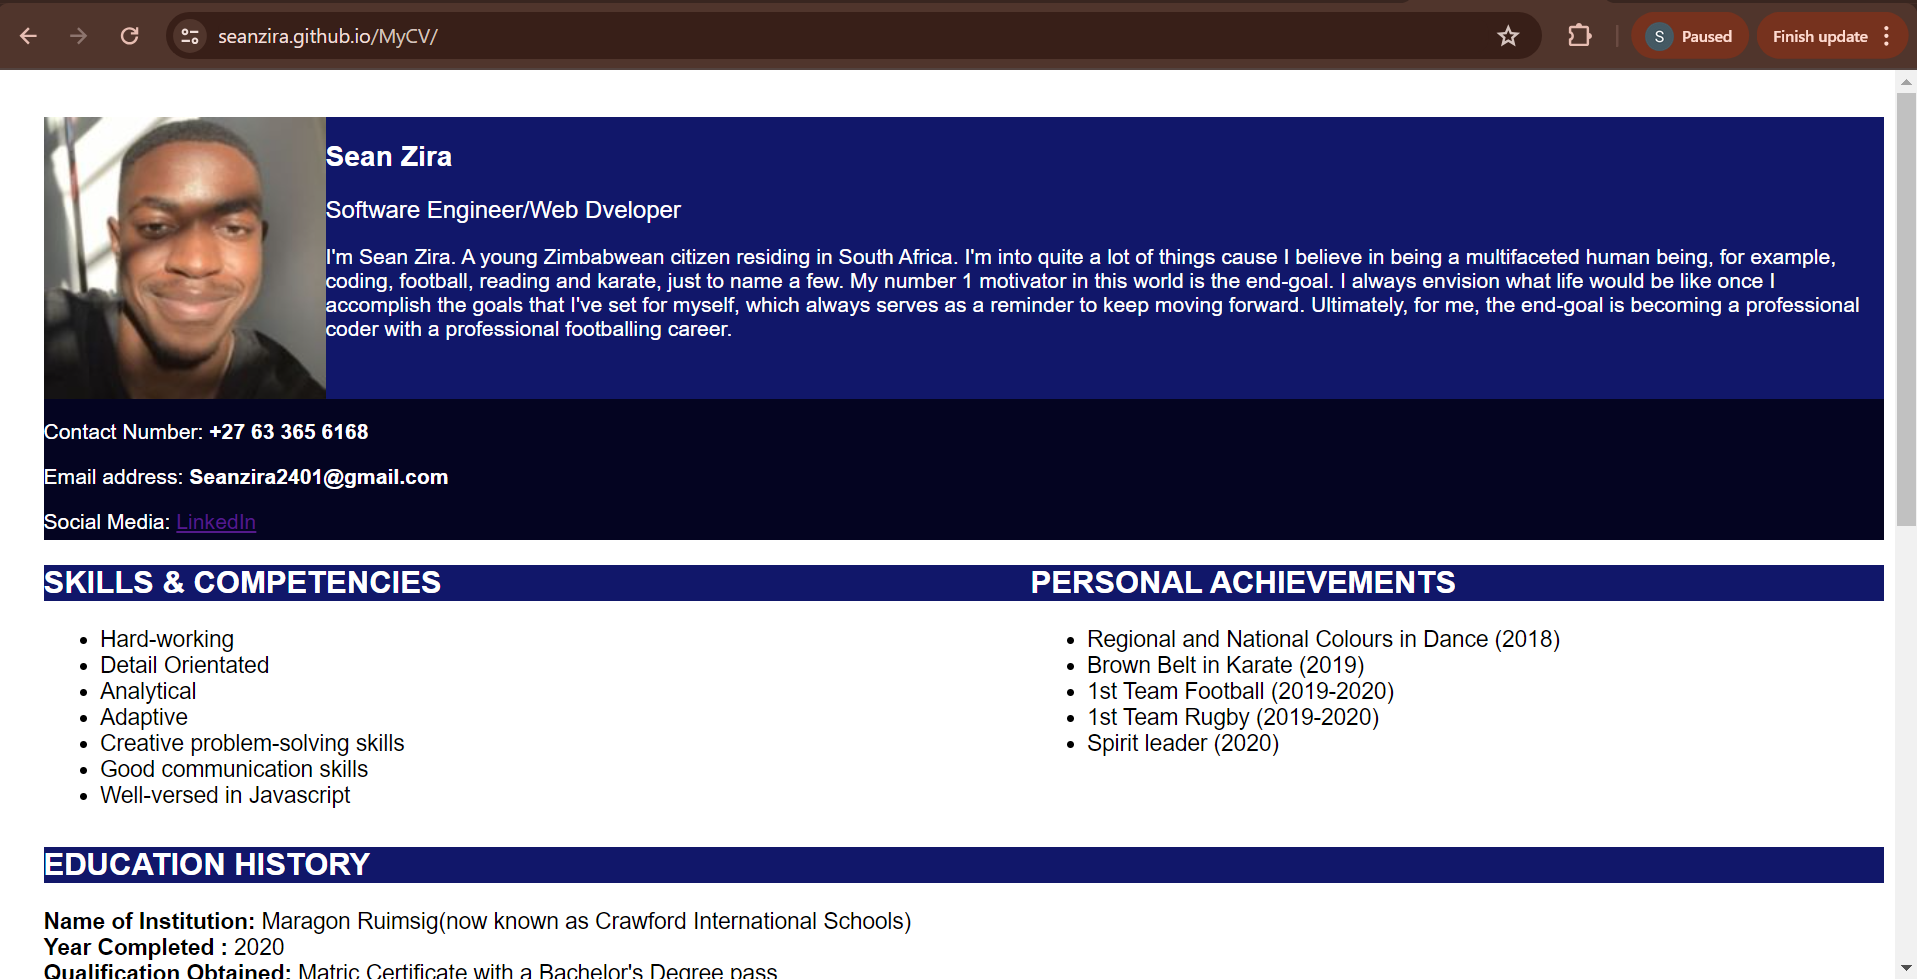 seanzira.github.io/MyCV/
S Paused
Finish update
Sean Zira
Software Engineer/Web Dveloper
I'm Sean Zira. A young Zimbabwean citizen residing in South Africa. I'm into quite a lot of things cause I believe in being a multifaceted human being, for example,
coding, football, reading and karate, just to name a few. My number 1 motivator in this world is the end-goal. I always envision what life would be like once I
accomplish the goals that I've set for myself, which always serves as a reminder to keep moving forward. Ultimately, for me, the end-goal is becoming a professional
coder with a professional footballing career.
Contact Number: +27 63 365 6168
Email address: Seanzira2401@gmail.com
Social Media: LinkedIn
SKILLS & COMPETENCIES
Hard-working
Detail Orientated
Analytical
Adaptive
Creative problem-solving skills
Good communication skills
Well-versed in Javascript
PERSONAL ACHIEVEMENTS
Regional and National Colours in Dance (2018)
Brown Belt in Karate (2019)
1st Team Football (2019-2020)
1st Team Rugby (2019-2020)
Spirit leader (2020)
EDUCATION HISTORY
Name of Institution: Maragon Ruimsig(now known as Crawford International Schools)
Year Completed : 2020
Qualification Obtained: Matric Certificate with a Bachelor's Degree pass